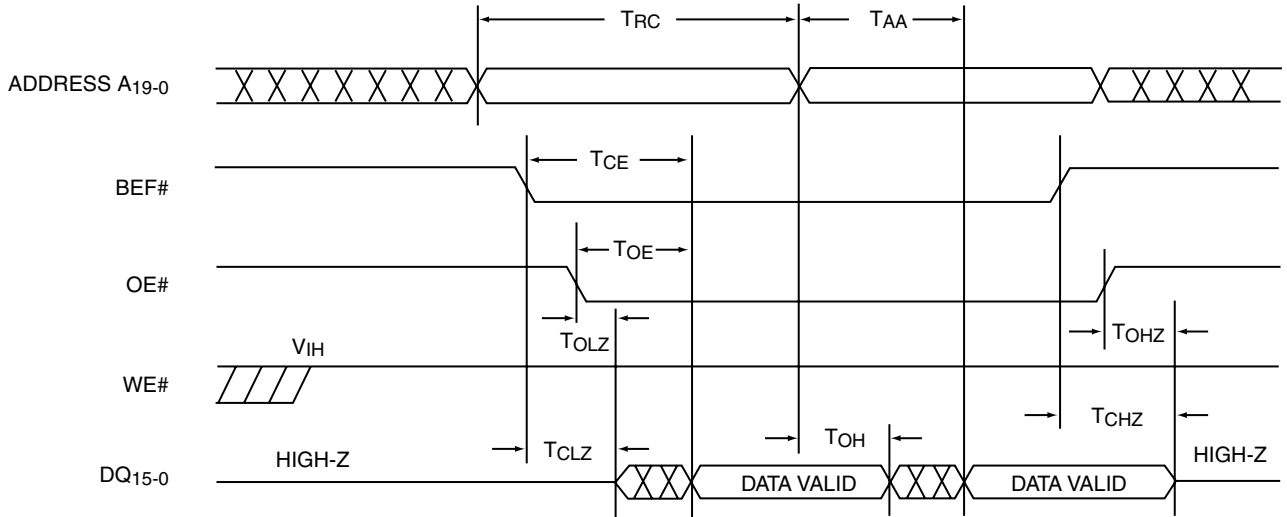 TRC
TAA
ADDRESS A19-0
TCE
BEF#
TOE
OE#
TOLZ
TOHZ
VIH
WE#
TCHZ
TCLZ
TOH
HIGH-Z
HIGH-Z
DQ15-0
DATA VALID
DATA VALID